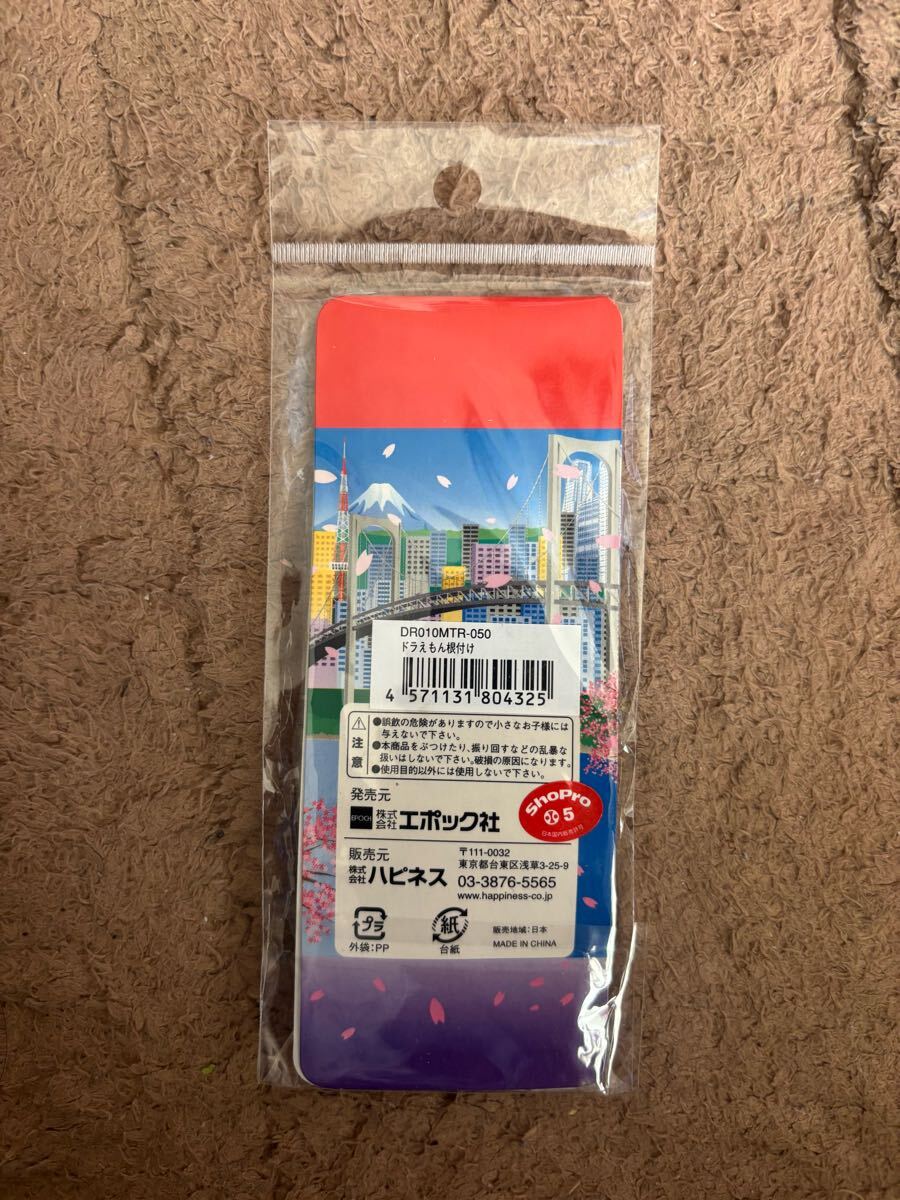 DR010MTR-050
ドラえもん根付け
4 571131 804325
注意
●誤飲の危険がありますので小さなお子様には
与えないで下さい。
●本商品をぶつけたり、振り回すなどの乱暴な
扱いはしないで下さい。破損の原因になります。
●使用目的以外には使用しないで下さい。
発売元
EPOCH 株式会社 エポック社
ShoPro
5
日本国内販売許可
販売元
株式会社 ハピネス
〒111-0032
東京都台東区浅草3-25-9
03-3876-5565
www.happiness-co.jp
プラ
外袋:PP
紙
台紙
販売地域:日本
MADE IN CHINA